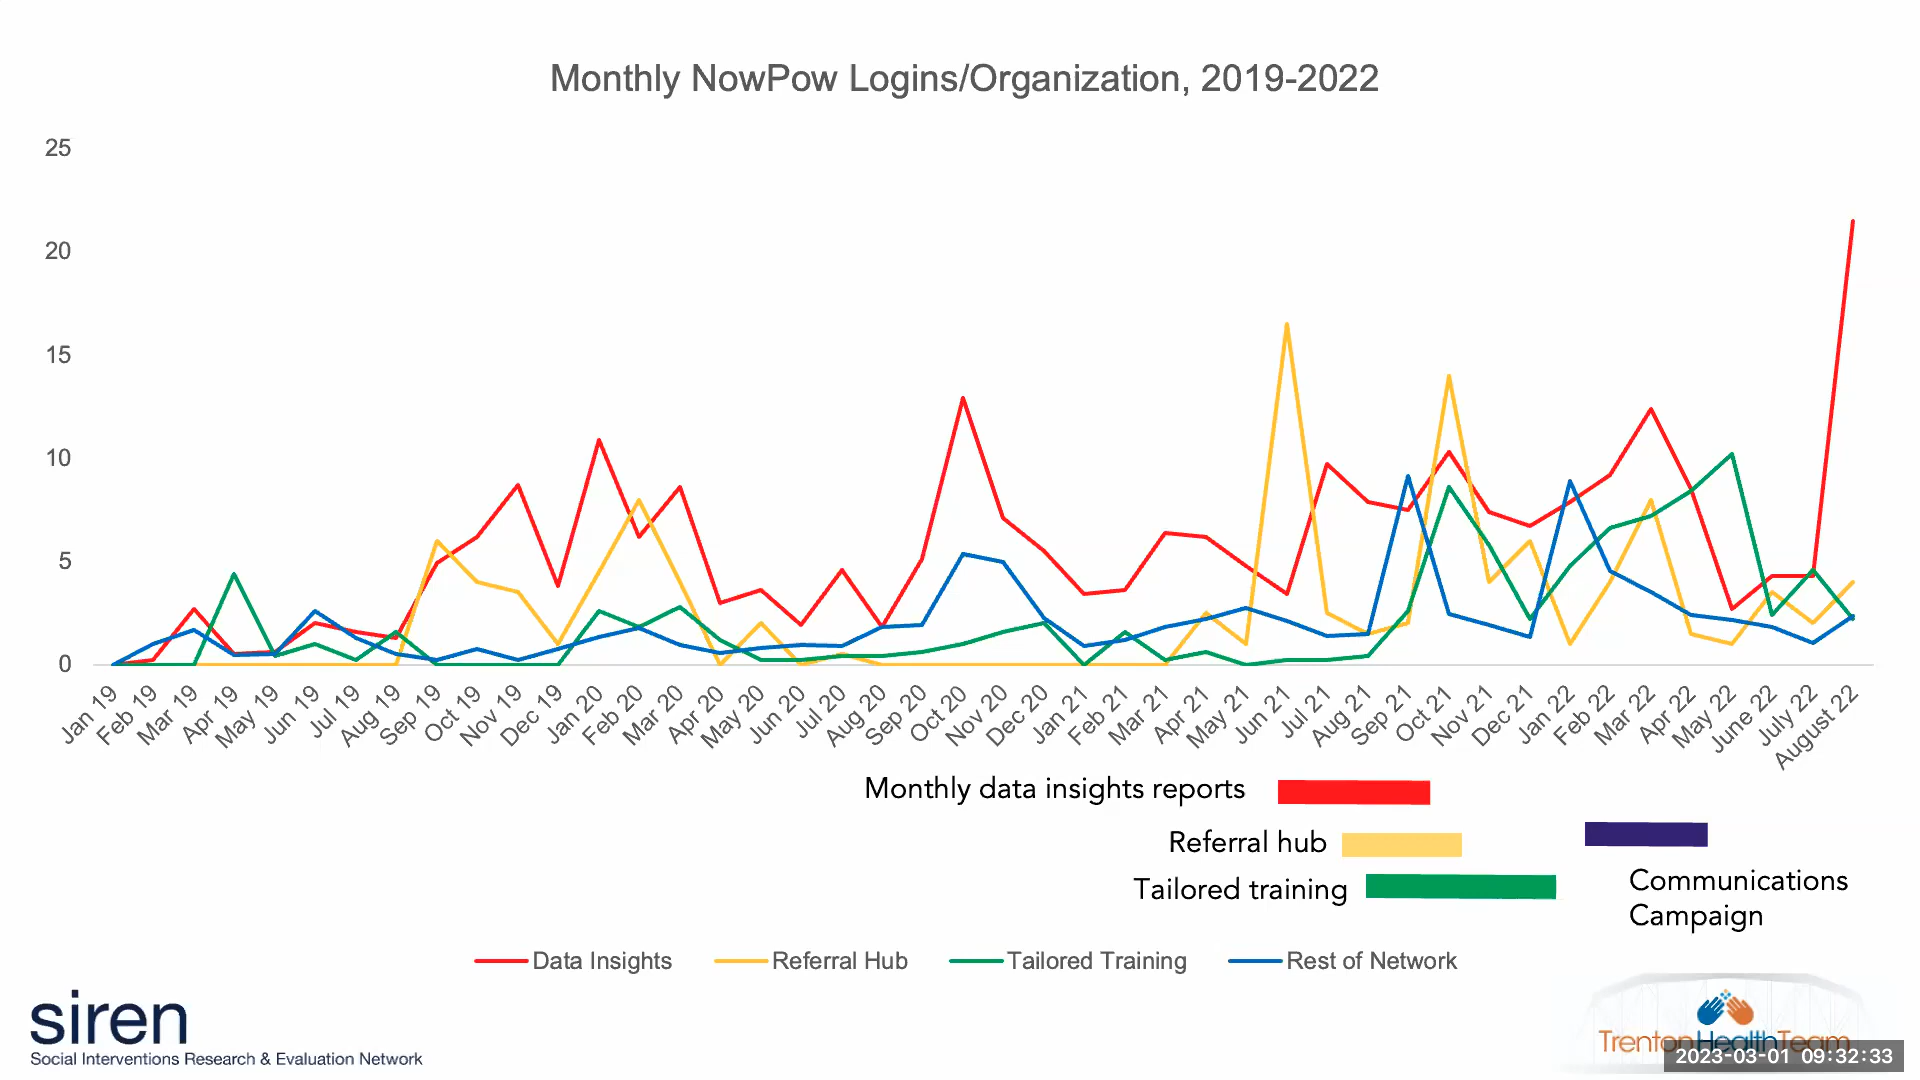 Monthly NowPow Logins/Organization, 2019-2022
25
20
15
10
5
0
Jan 19
Feb 19
Mar 19
Apr 19
May 19
Jun 19
Jul 19
Aug 19
Sep 19
Oct 19
Nov 19
Dec 19
Jan 20
Feb 20
Mar 20
Apr 20
May 20
Jun 20
Jul 20
Aug 20
Sep 20
Oct 20
Nov 20
Dec 20
Jan 21
Feb 21
Mar 21
Apr 21
May 21
Jun 21
Jul 21
Aug 21
Sep 21
Oct 21
Nov 21
Dec 21
Jan 22
Feb 22
Mar 22
Apr 22
May 22
June 22
July 22
August 22
Monthly data insights reports
Referral hub
Tailored training
Communications
Campaign
Data Insights
Referral Hub
Tailored Training
Rest of Network
siren
Social Interventions Research & Evaluation Network
TrentonHealthTeam
2023-03-01 09:32:33